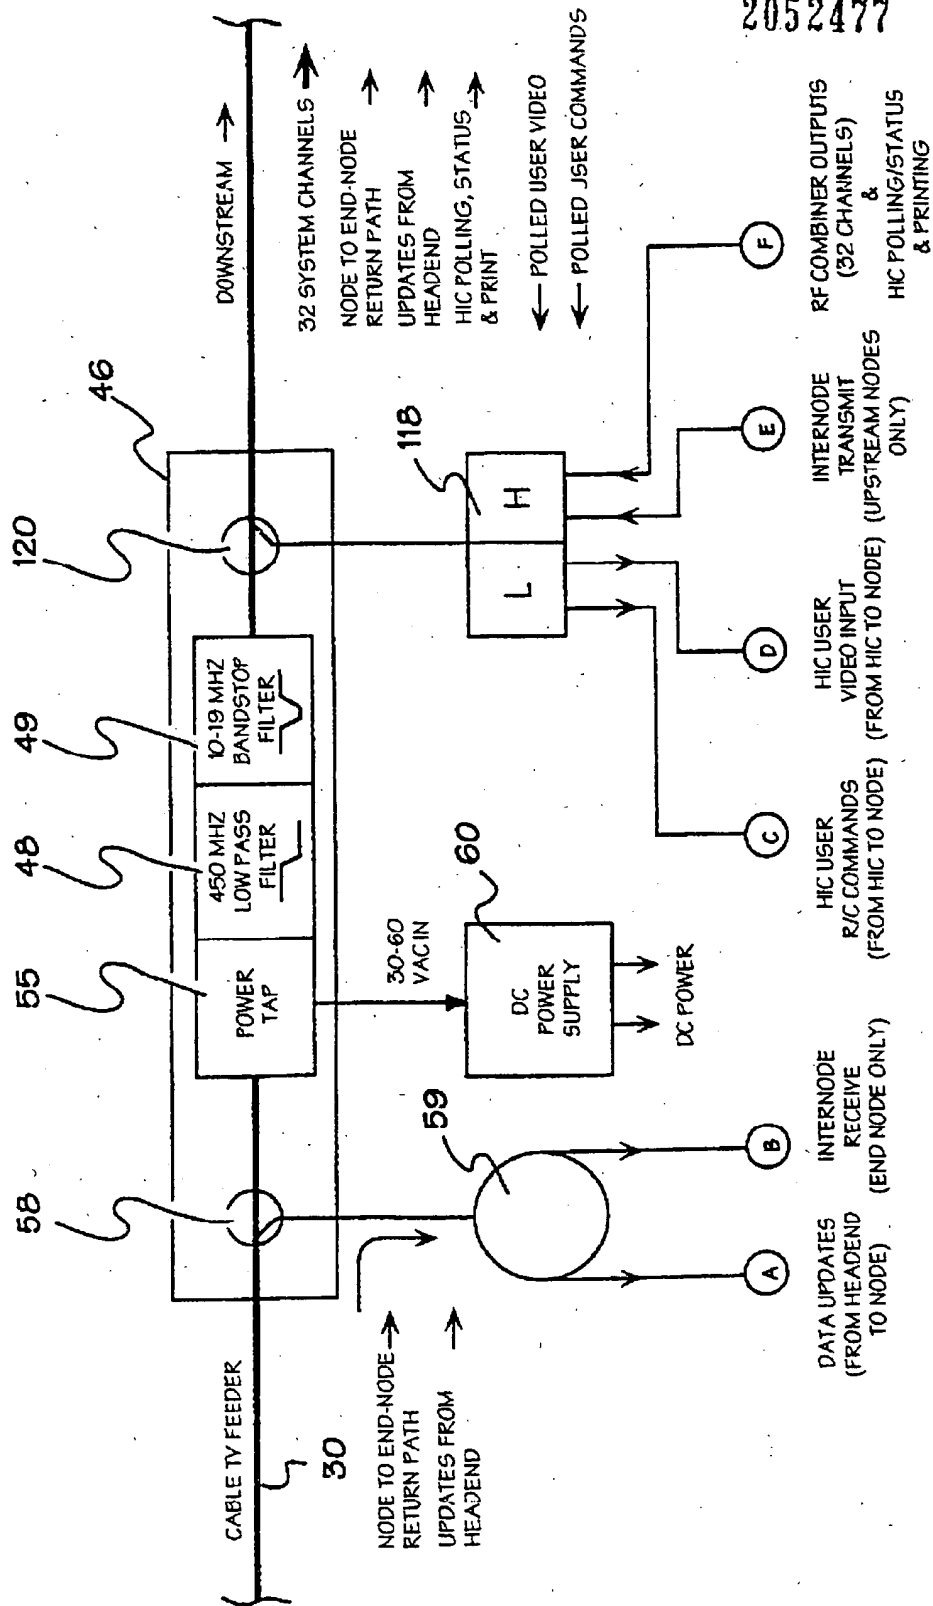 2052477
46
120
49
48
55
58
DOWNSTREAM
CABLE TV FEEDER
30
POWER
TAP
450 MHZ
LOW PASS
FILTER
10-19 MHZ
BANDSTOP
FILTER
32 SYSTEM CHANNELS
NODE TO END-NODE
RETURN PATH
UPDATES FROM
HEADEND
HIC POLLING, STATUS
& PRINT
POLLED USER VIDEO
POLLED JSER COMMANDS
NODE TO END-NODE
RETURN PATH
UPDATES FROM
HEADEND
59
30-60
VACIN
60
DC
POWER
SUPPLY
DC POWER
118
L
H
A
B
C
D
E
F
DATA UPDATES
(FROM HEADEND
TO NODE)
INTERNODE
RECEIVE
(END NODE ONLY)
HIC USER
R/C COMMANDS
(FROM HIC TO NODE)
HIC USER
VIDEO INPUT
(FROM HIC TO NODE)
INTERNODE
TRANSMIT
(UPSTREAM NODES
ONLY)
RF COMBINER OUTPUTS
(32 CHANNELS)
&
HIC POLLING/STATUS
& PRINTING